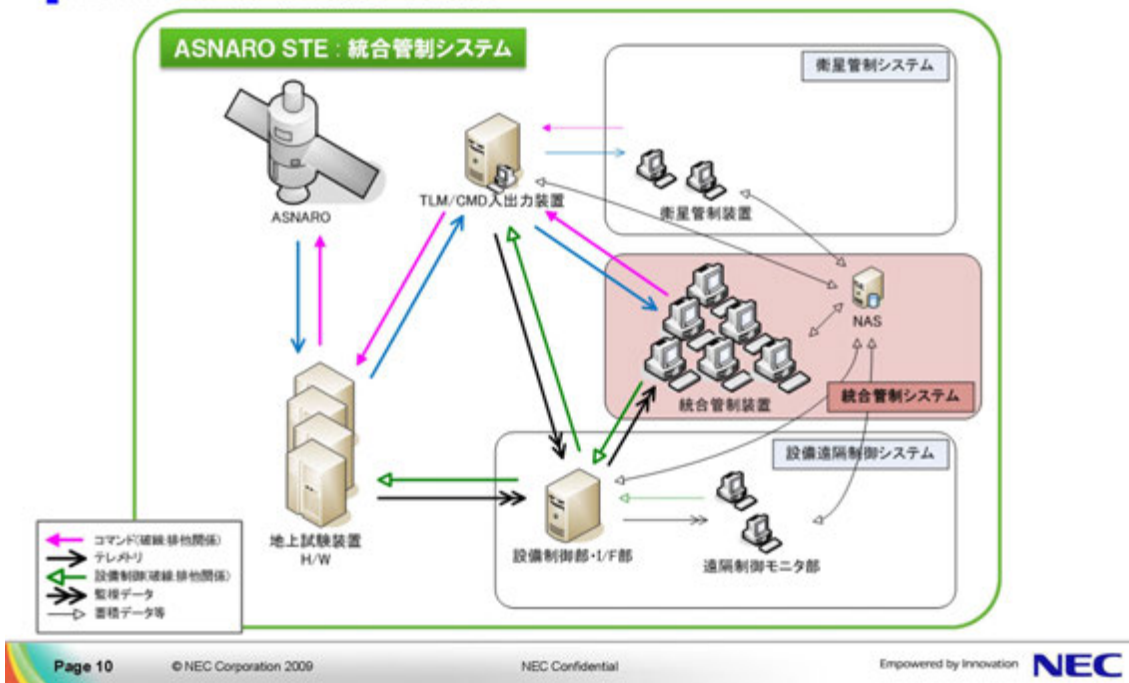 ASNARO STE：統合管制システム
衛星管制システム
TLM/CMD入出力装置
衛星管制装置
ASNARO
NAS
統合管制装置
統合管制システム
設備遠隔制御システム
地上試験装置
H/W
設備制御部・I/F部
遠隔制御モニタ部
コマンド(破線:排他関係)
テレメトリ
設備制御(破線:排他関係)
監視データ
蓄積データ等
Page 10
© NEC Corporation 2009
NEC Confidential
Empowered by Innovation
NEC